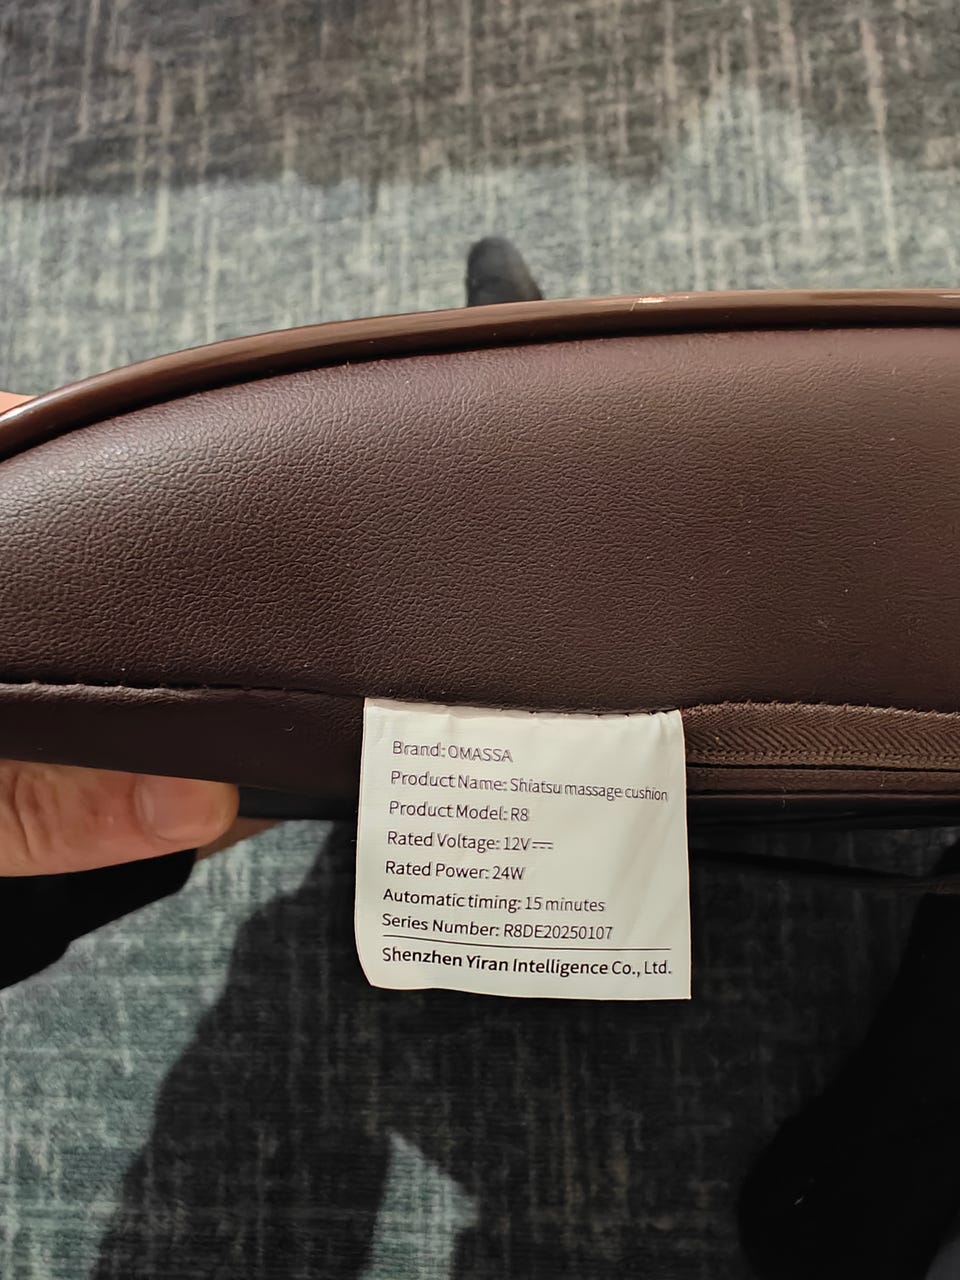 Brand: OMASSA
Product Name: Shiatsu massage cushion
Product Model: R8
Rated Voltage: 12V⎓
Rated Power: 24W
Automatic timing: 15 minutes
Series Number: R8DE20250107
Shenzhen Yiran Intelligence Co., Ltd.